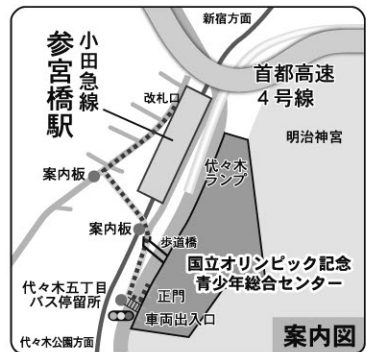 新宿方面
小田急線
参宮橋駅
改札口
首都高速
4号線
明治神宮
代々木
ランプ
案内板
案内板
歩道橋
国立オリンピック記念
青少年総合センター
代々木五丁目
バス停留所
正門
車両出入口
代々木公園方面
案内図